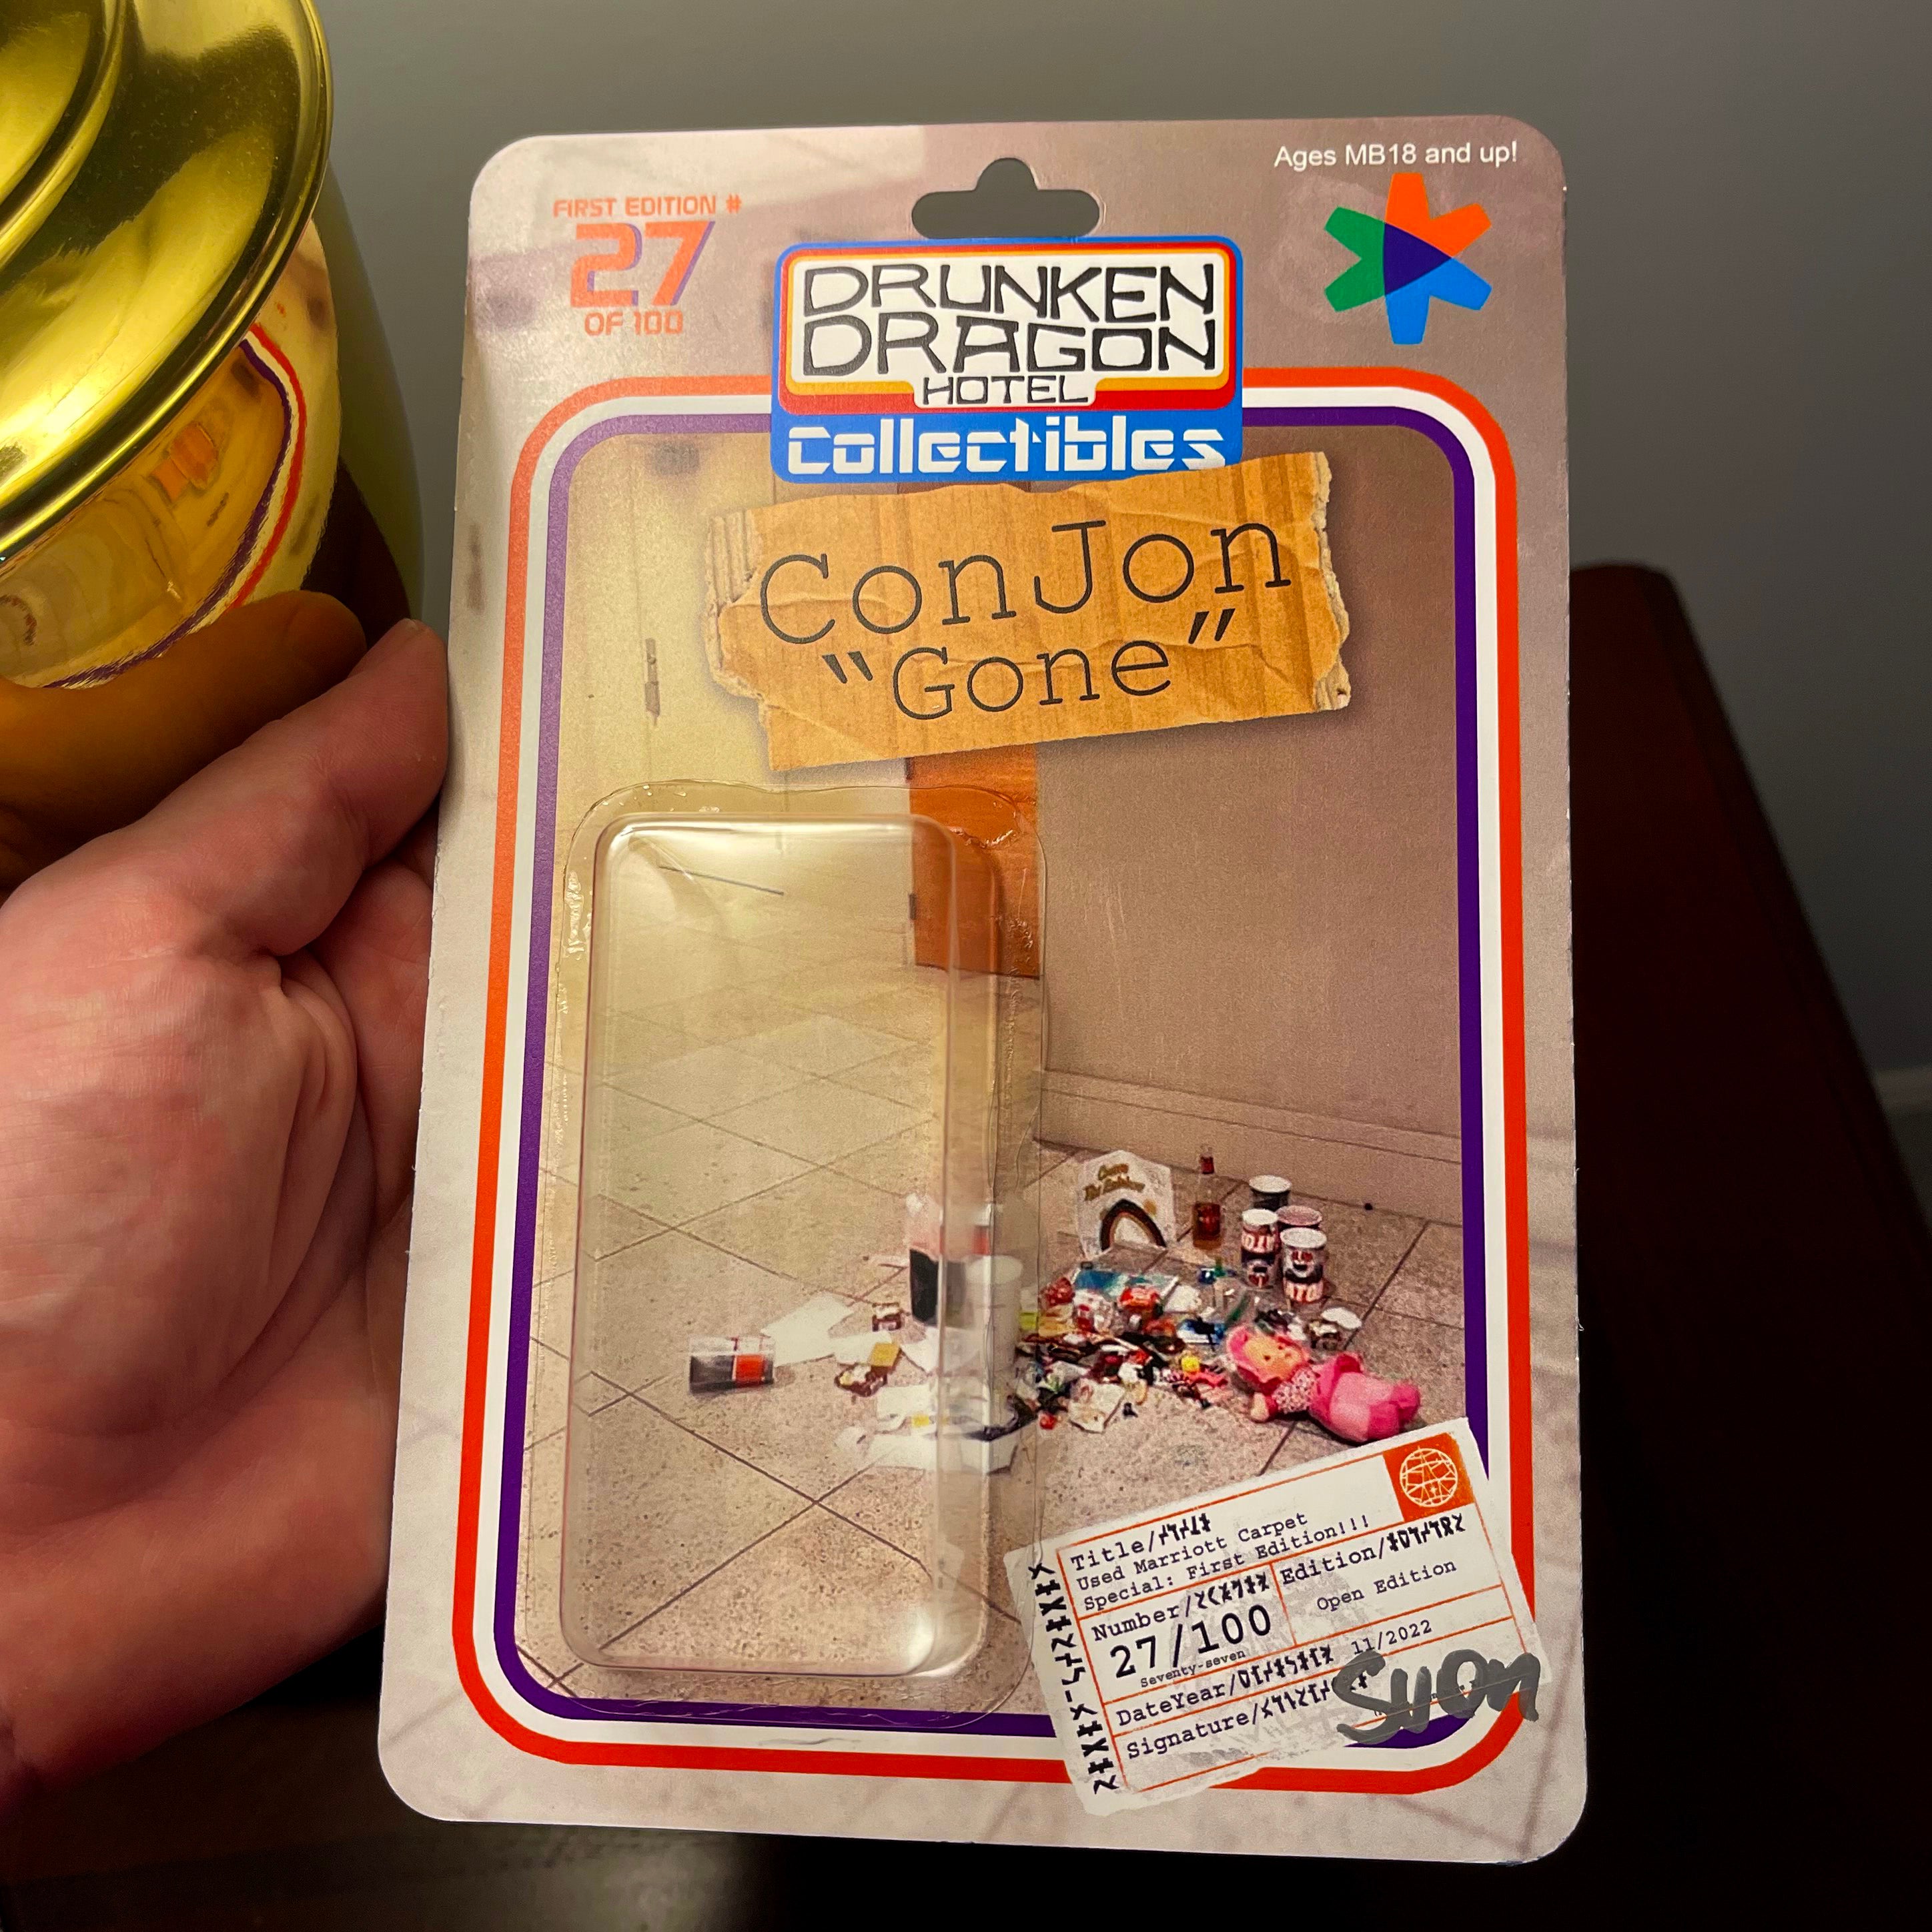 Ages MB18 and up!
FIRST EDITION #
27
OF 100
DRUNKEN
DRAGON
HOTEL
Collectibles
ConJon
"Gone"
Title/
Used Marriott Carpet
Special: First Edition!!!
Number/
27/100
Seventy-seven
Edition/
Open Edition
DateYear/ 11/2022
Signature/